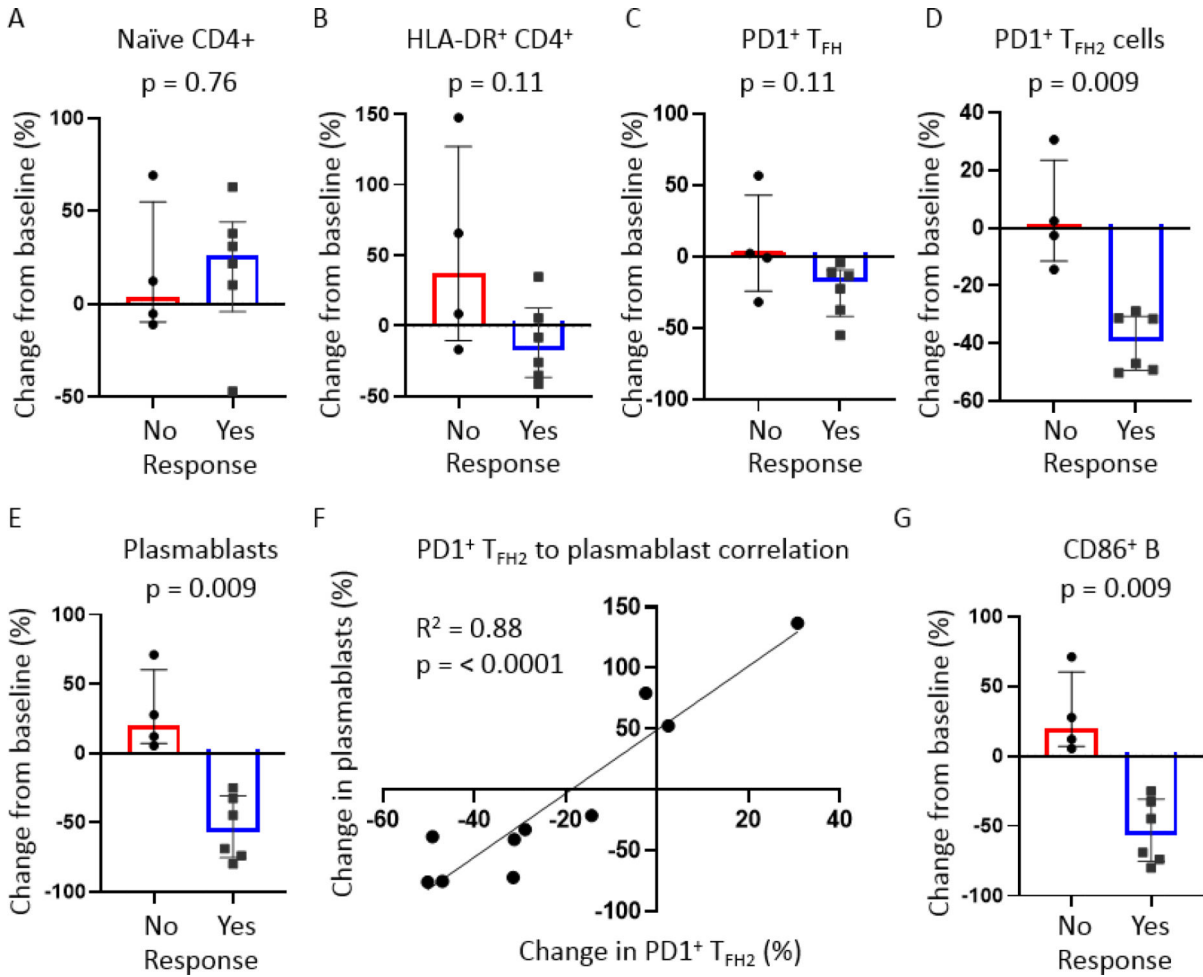 A
Naïve CD4+
p = 0.76
Change from baseline (%)
100
50
0
-50
No Yes
Response
B
HLA-DR⁺ CD4⁺
p = 0.11
Change from baseline (%)
150
100
50
0
-50
No Yes
Response
C
PD1⁺ T_FH
p = 0.11
Change from baseline (%)
100
50
0
-50
-100
No Yes
Response
D
PD1⁺ T_FH2 cells
p = 0.009
Change from baseline (%)
40
20
0
-20
-40
-60
No Yes
Response
E
Plasmablasts
p = 0.009
Change from baseline (%)
100
50
0
-50
-100
No Yes
Response
F
PD1⁺ T_FH2 to plasmablast correlation
R² = 0.88
p = < 0.0001
Change in plasmablasts (%)
150
100
50
-50
-100
-60 -40 -20 20 40
Change in PD1⁺ T_FH2 (%)
G
CD86⁺ B
p = 0.009
Change from baseline (%)
100
50
0
-50
-100
No Yes
Response